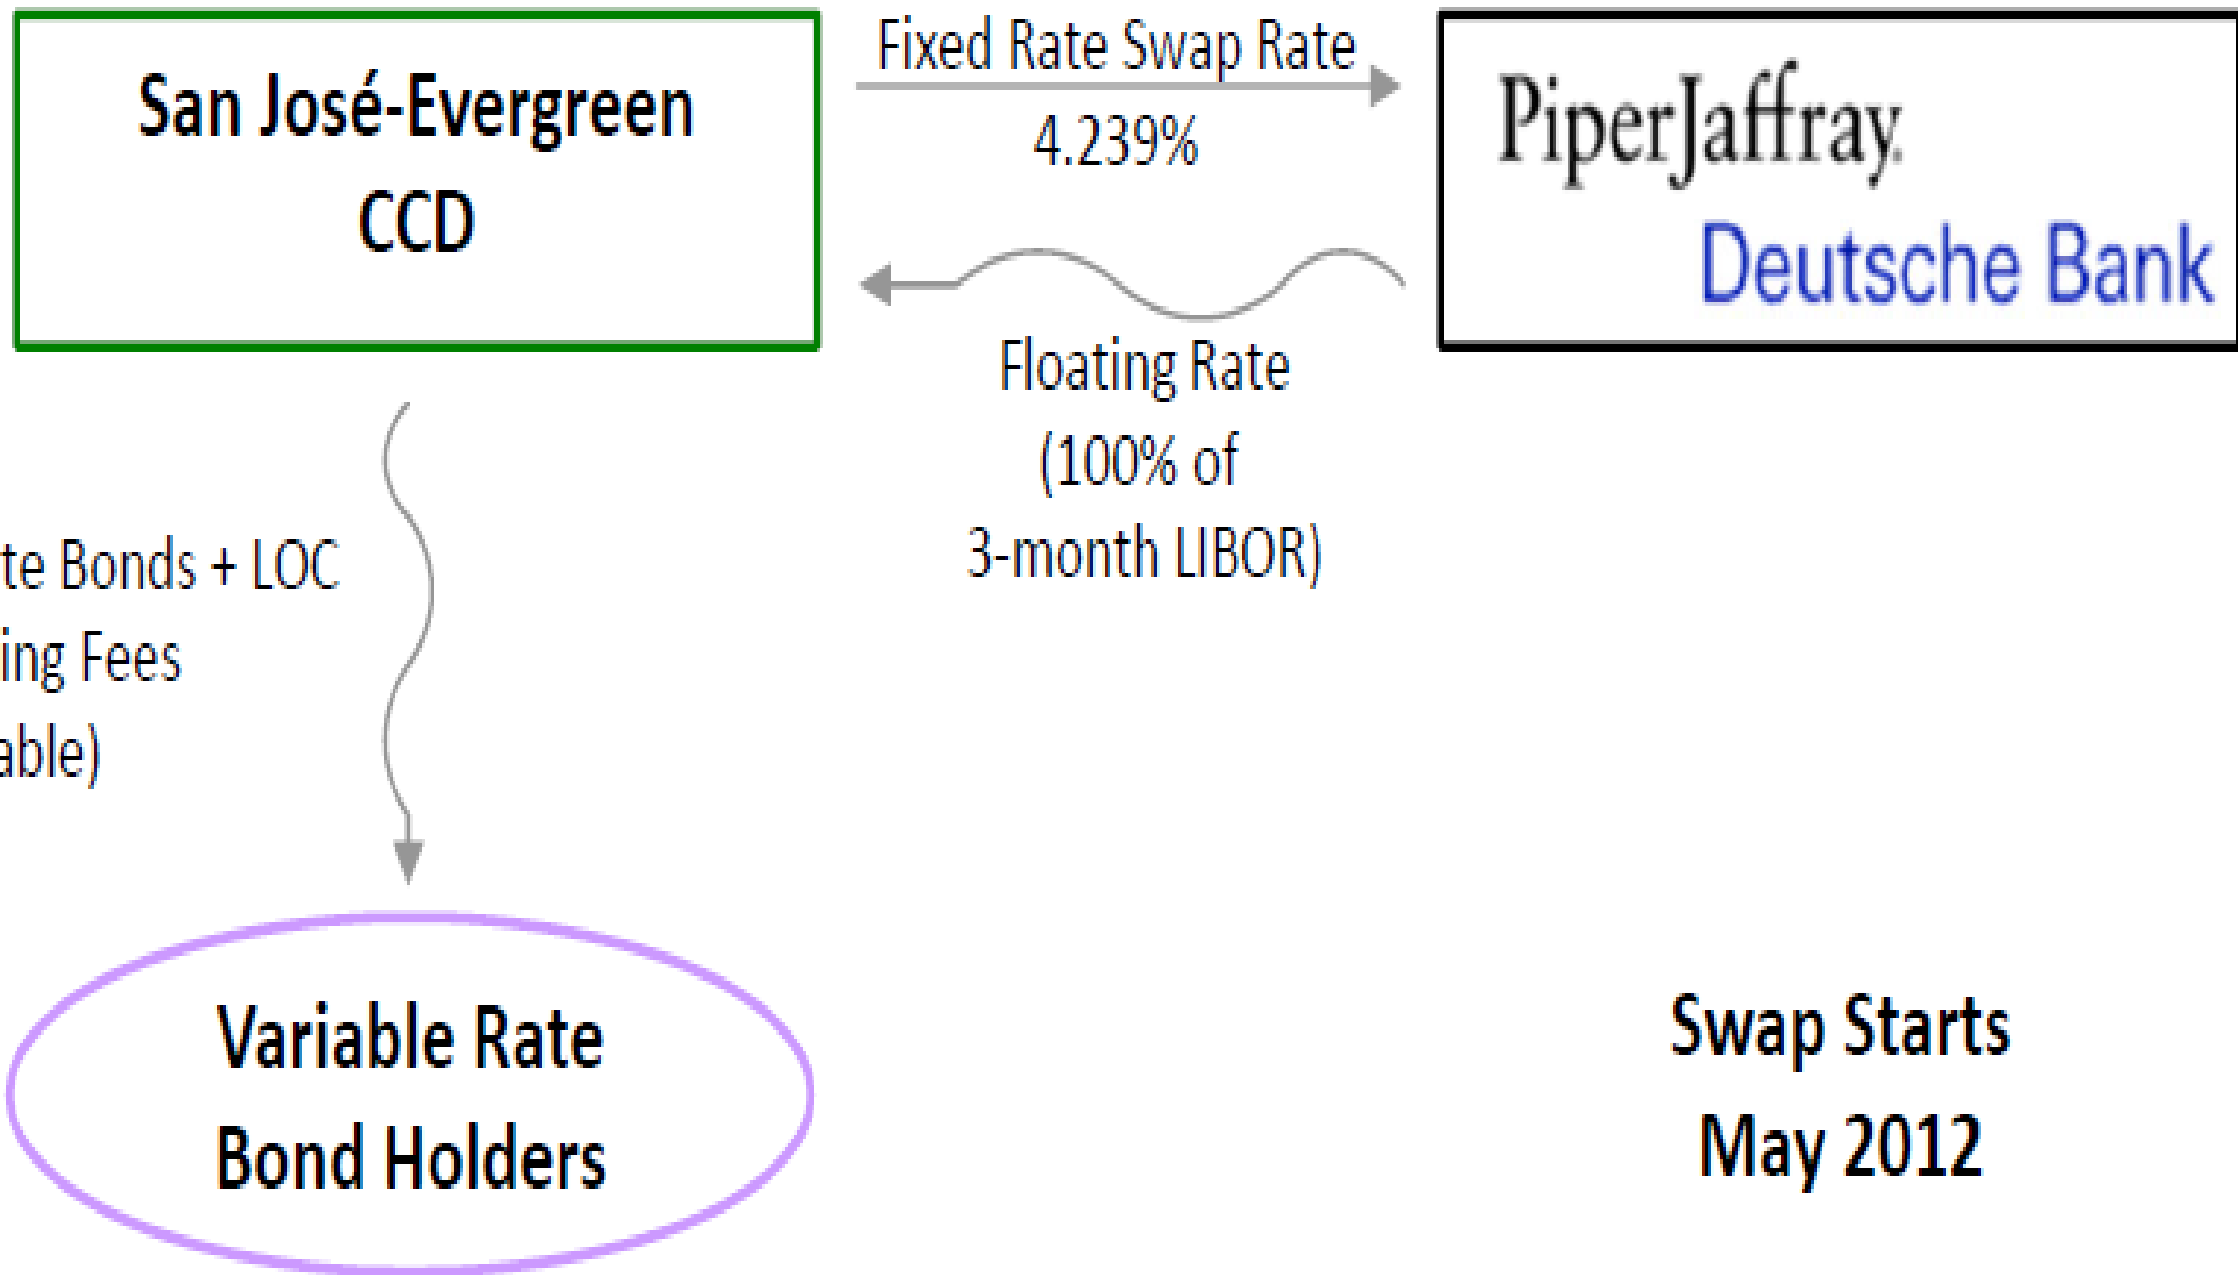 San José-Evergreen
CCD
Fixed Rate Swap Rate
4.239%
PiperJaffray.
Deutsche Bank
Floating Rate
(100% of
3-month LIBOR)
te Bonds + LOC
ing Fees
able)
Variable Rate
Bond Holders
Swap Starts
May 2012